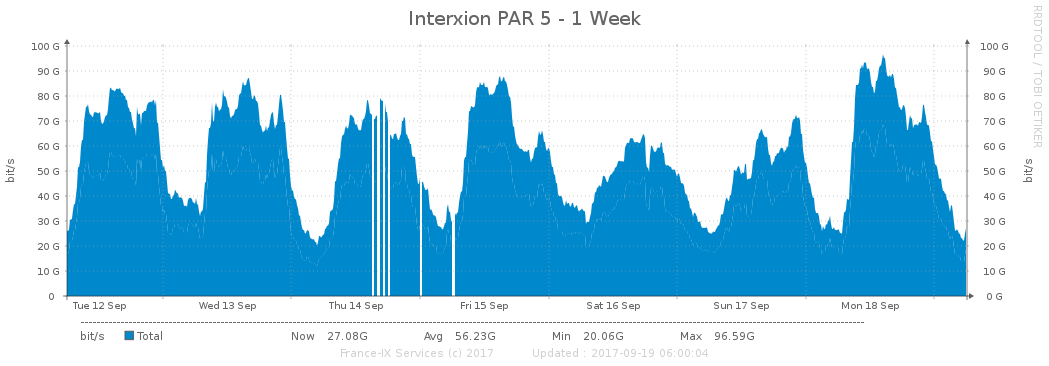 Interxion PAR 5 - 1 Week
RRDTOOL / TOBI OETIKER
100 G 100 G
90 G 90 G
80 G 80 G
70 G 70 G
60 G 60 G
50 G 50 G
40 G 40 G
30 G 30 G
20 G 20 G
10 G 10 G
0 0 G
bit/s bit/s
Tue 12 Sep Wed 13 Sep Thu 14 Sep Fri 15 Sep Sat 16 Sep Sun 17 Sep Mon 18 Sep
bit/s Total Now 27.08G Avg 56.23G Min 20.06G Max 96.59G
France-IX Services (c) 2017 Updated : 2017-09-19 06:00:04